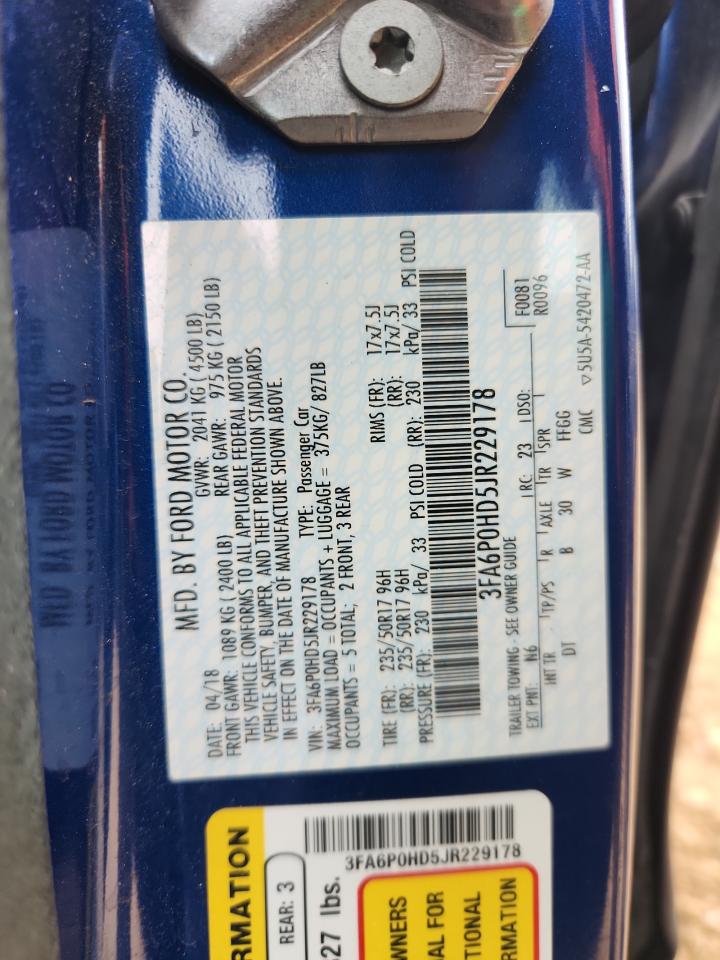 MFD. BY FORD MOTOR CO.
DATE: 04/18 GVWR: 2041 KG ( 4500 LB)
FRONT GAWR: 1089 KG ( 2400 LB) REAR GAWR: 975 KG ( 2150 LB)
THIS VEHICLE CONFORMS TO ALL APPLICABLE FEDERAL MOTOR
VEHICLE SAFETY, BUMPER, AND THEFT PREVENTION STANDARDS
IN EFFECT ON THE DATE OF MANUFACTURE SHOWN ABOVE.
VIN: 3FA6P0HD5JR229178 TYPE: Passenger Car
MAXIMUM LOAD = OCCUPANTS + LUGGAGE = 375KG/ 827LB
OCCUPANTS = 5 TOTAL; 2 FRONT, 3 REAR
TIRE (FR): 235/50R17 96H RIMS (FR): 17x7.5J
(RR): 235/50R17 96H (RR): 17x7.5J
PRESSURE (FR): 230 kPa/ 33 PSI COLD (RR): 230 kPa/ 33 PSI COLD
3FA6P0HD5JR229178
TRAILER TOWING - SEE OWNER GUIDE
F0081
R0096
EXT PNT: N6 RC: 23 DSO:
INT TR TP/PS R AXLE TR SPR
DT B 30 W FFGG
CMC ▽5U5A-5420472-AA
RMATION
REAR: 3
27 lbs.
3FA6P0HD5JR229178
WNERS
AL FOR
TIONAL
RMATION